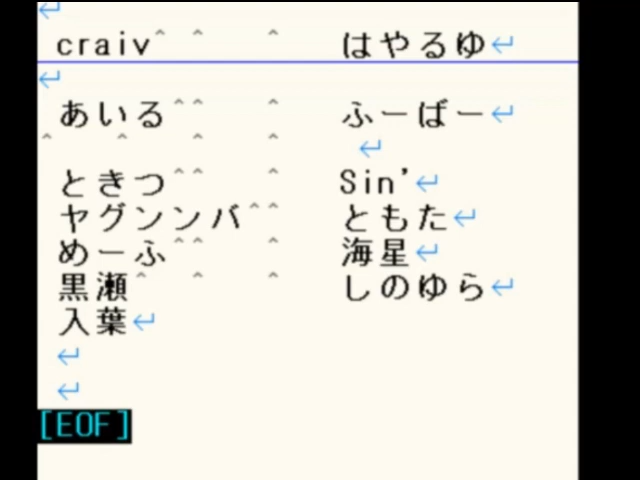 craiv はやるゆ
あいる ふーばー
ときつ Sin'
ヤグンンバ ともた
めーふ 海星
黒瀬 しのゆら
入葉
[EOF]